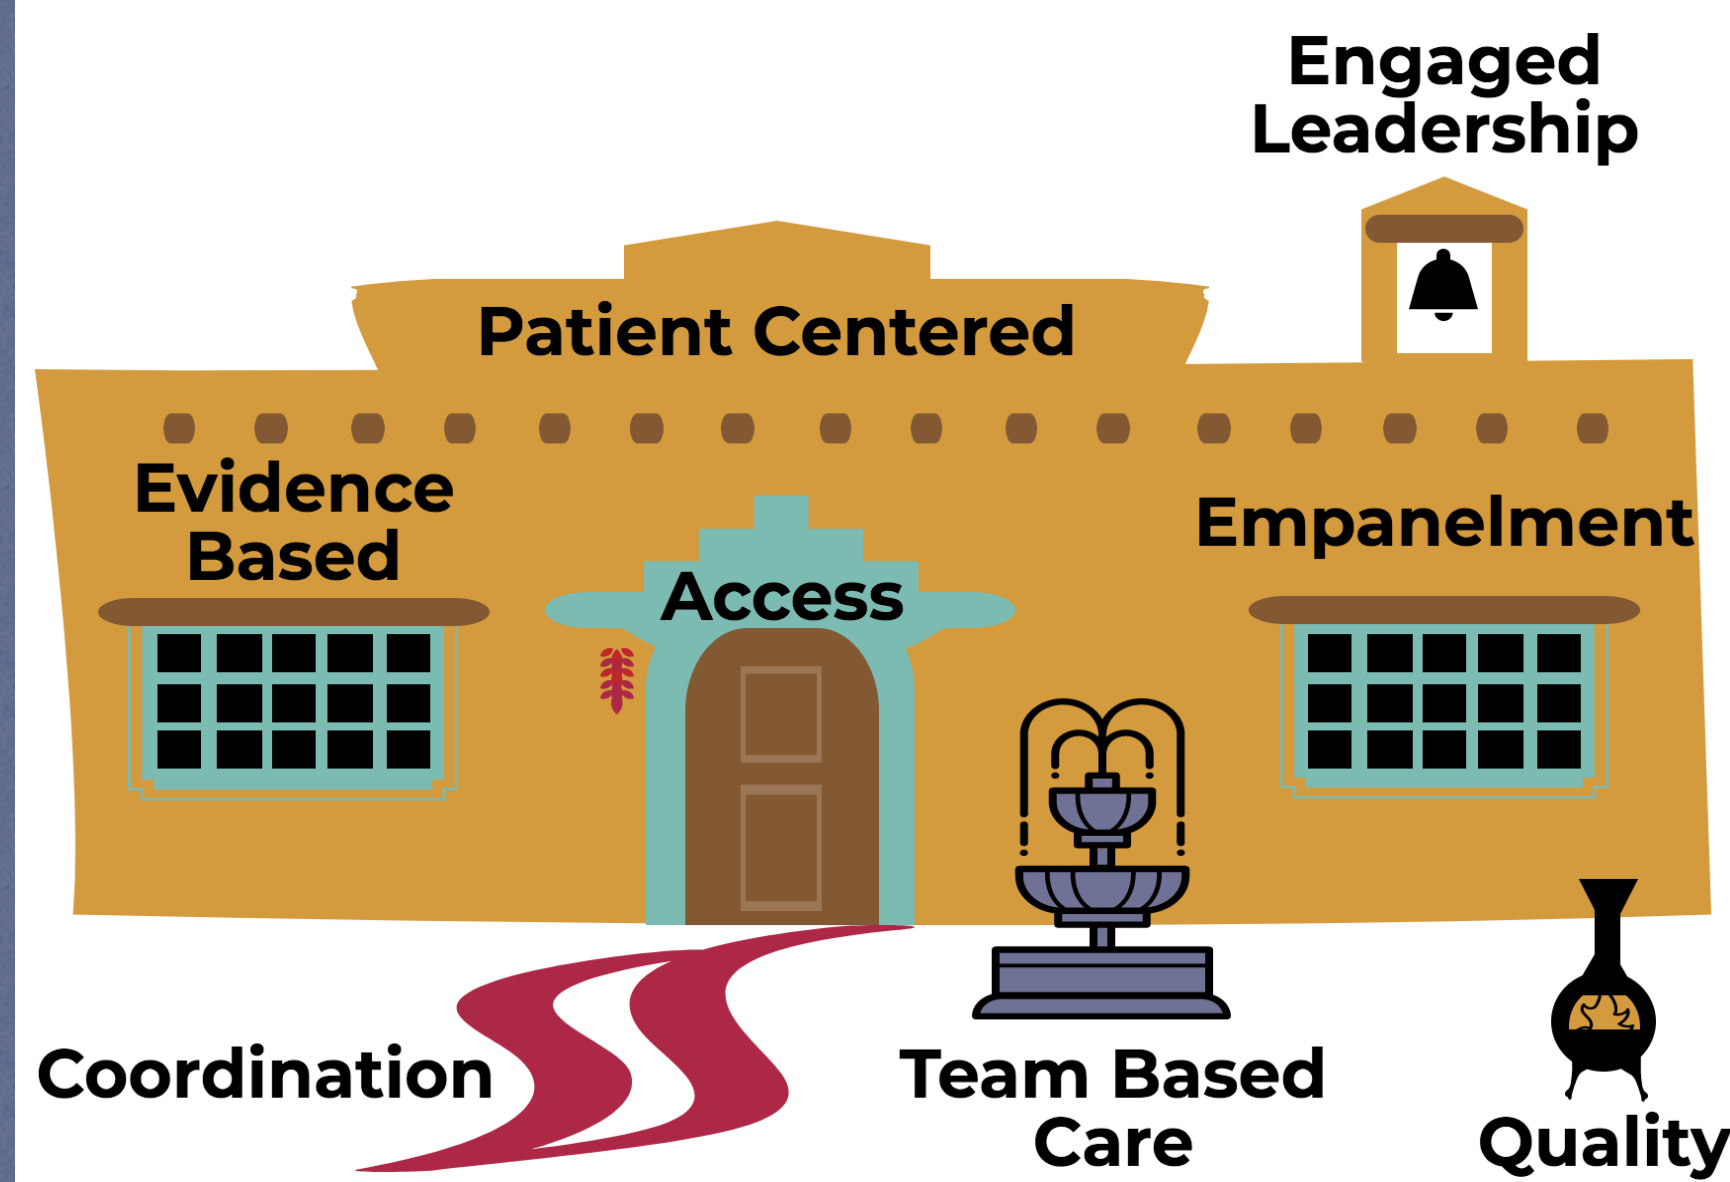 Engaged
Leadership
Patient Centered
Evidence
Based
Empanelment
Access
Coordination
Team Based
Care
Quality